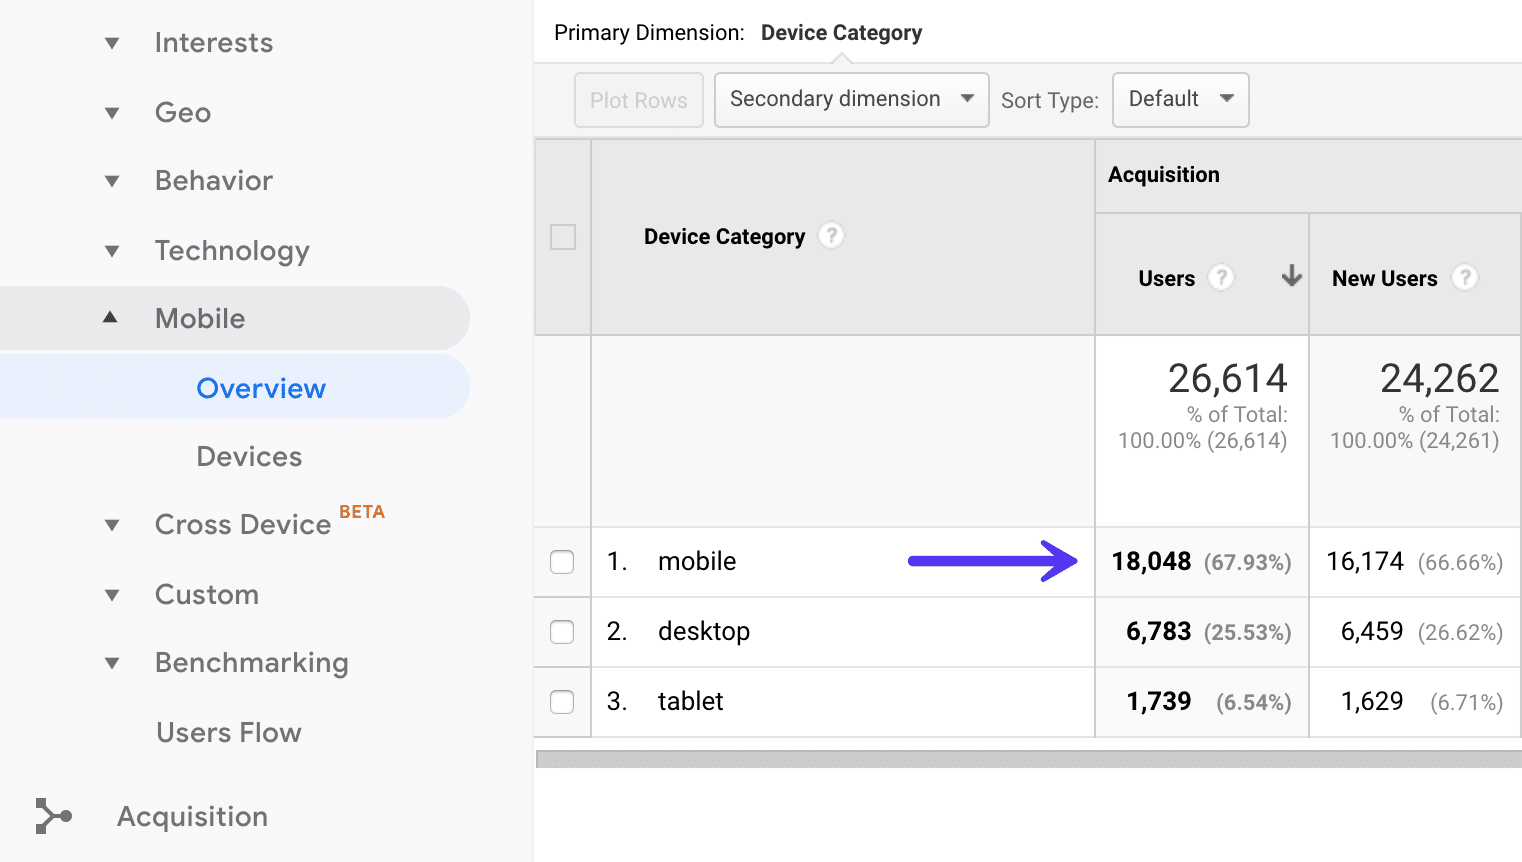 Interests
Geo
Behavior
Technology
Mobile
Overview
Devices
Cross Device BETA
Custom
Benchmarking
Users Flow
Acquisition
Primary Dimension: Device Category
Plot Rows Secondary dimension Sort Type: Default
Acquisition
Device Category ? Users ? New Users ?
26,614 24,262
% of Total: % of Total:
100.00% (26,614) 100.00% (24,261)
1. mobile 18,048 (67.93%) 16,174 (66.66%)
2. desktop 6,783 (25.53%) 6,459 (26.62%)
3. tablet 1,739 (6.54%) 1,629 (6.71%)